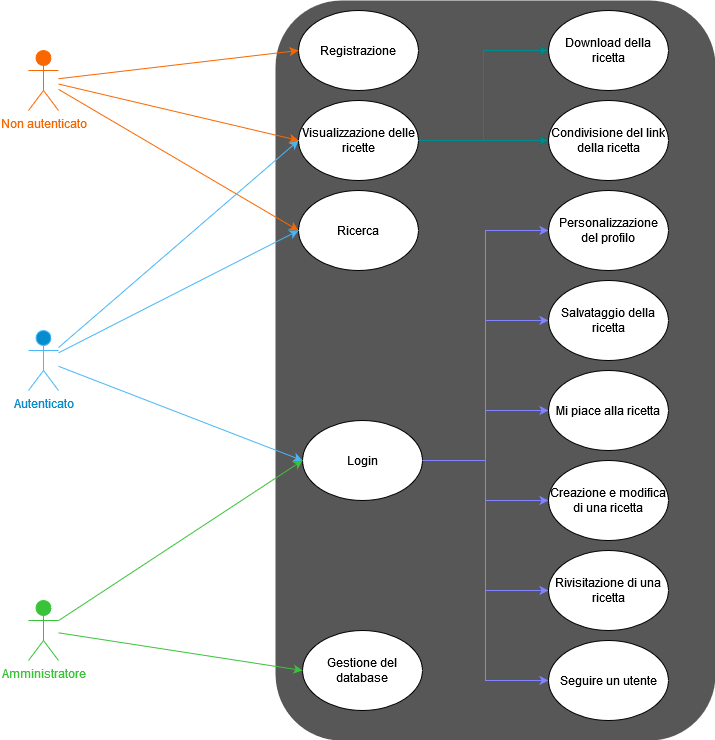 Non autenticato
Autenticato
Amministratore
Registrazione
Visualizzazione delle
ricette
Ricerca
Login
Gestione del
database
Download della
ricetta
Condivisione del link
della ricetta
Personalizzazione
del profilo
Salvataggio della
ricetta
Mi piace alla ricetta
Creazione e modifica
di una ricetta
Rivisitazione di una
ricetta
Seguire un utente